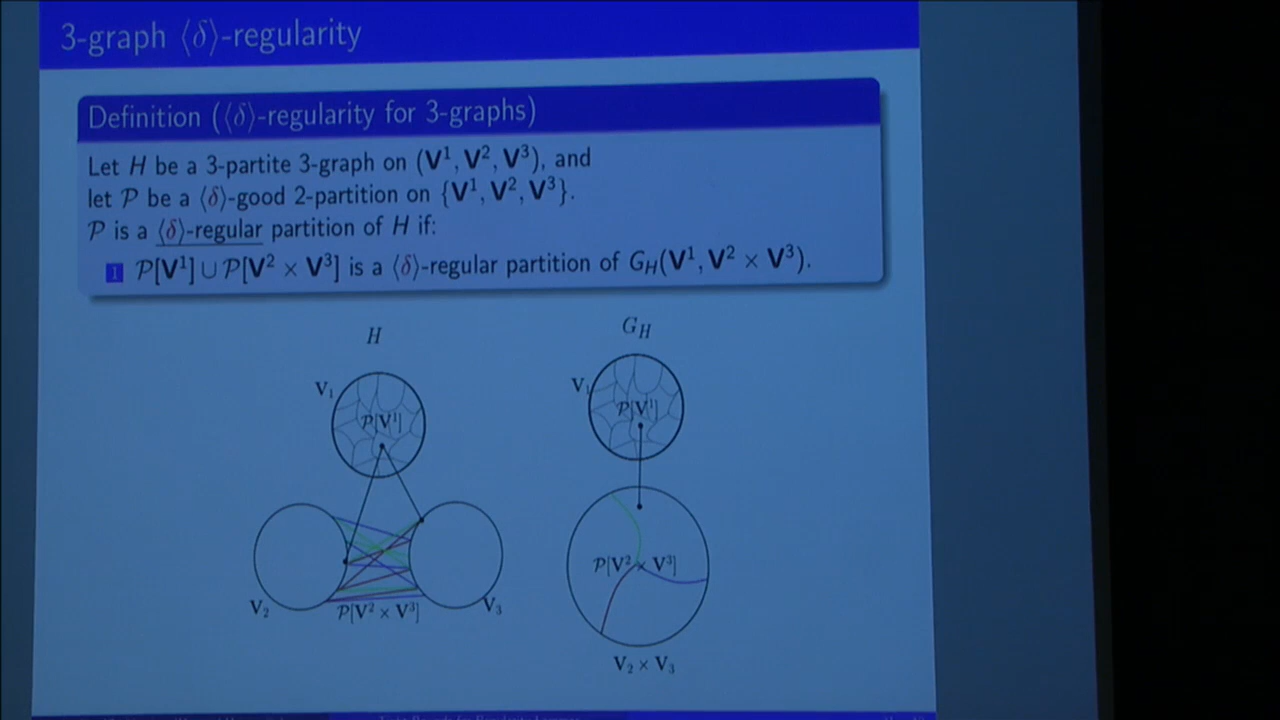 3-graph ⟨δ⟩-regularity
Definition (⟨δ⟩-regularity for 3-graphs)
Let H be a 3-partite 3-graph on (V¹, V², V³), and
let 𝒫 be a ⟨δ⟩-good 2-partition on {V¹, V², V³}.
𝒫 is a ⟨δ⟩-regular partition of H if:
1 𝒫[V¹] ∪ 𝒫[V² × V³] is a ⟨δ⟩-regular partition of G_H(V¹, V² × V³).
H
G_H
V₁
𝒫[V¹]
V₁
𝒫[V¹]
V₂
𝒫[V² × V³]
V₃
𝒫[V² × V³]
V₂ × V₃